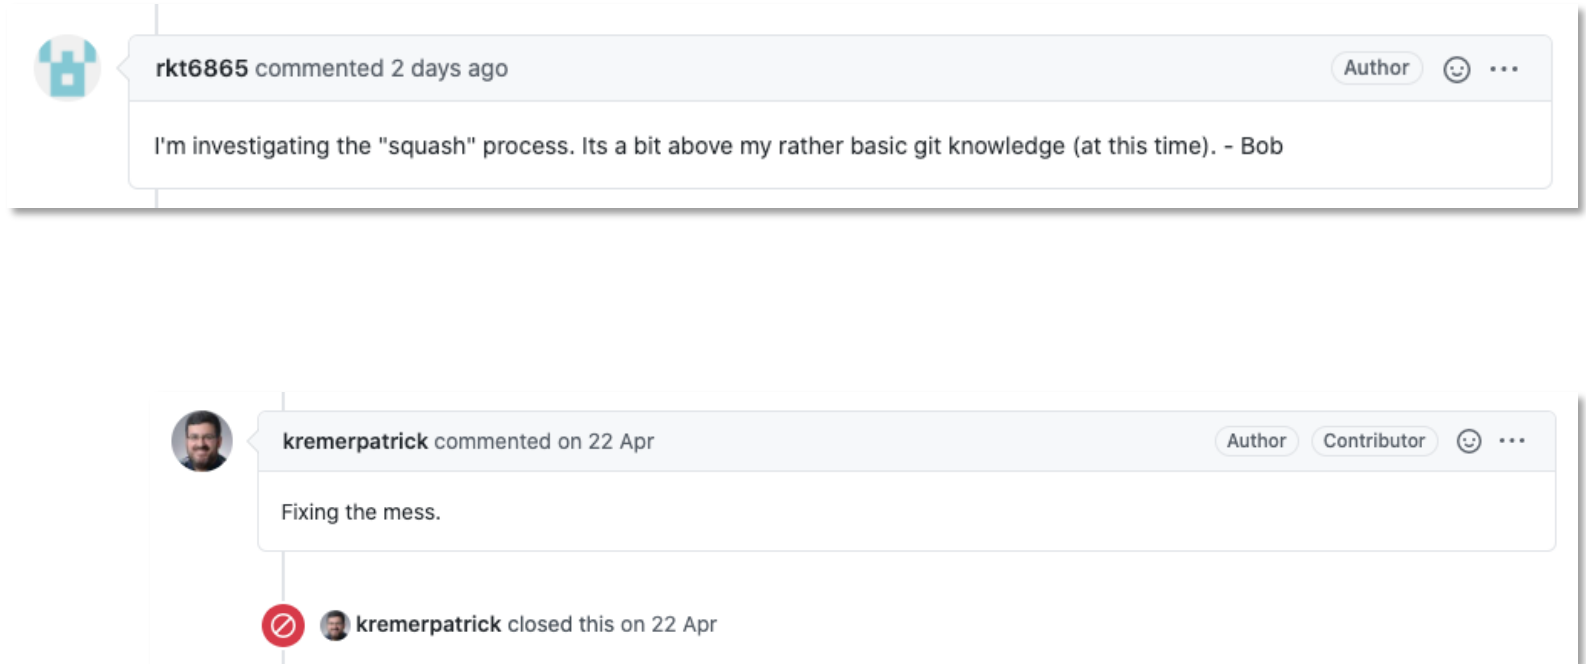 rkt6865 commented 2 days ago Author
I'm investigating the "squash" process. Its a bit above my rather basic git knowledge (at this time). - Bob
kremerpatrick commented on 22 Apr Author Contributor
Fixing the mess.
kremerpatrick closed this on 22 Apr